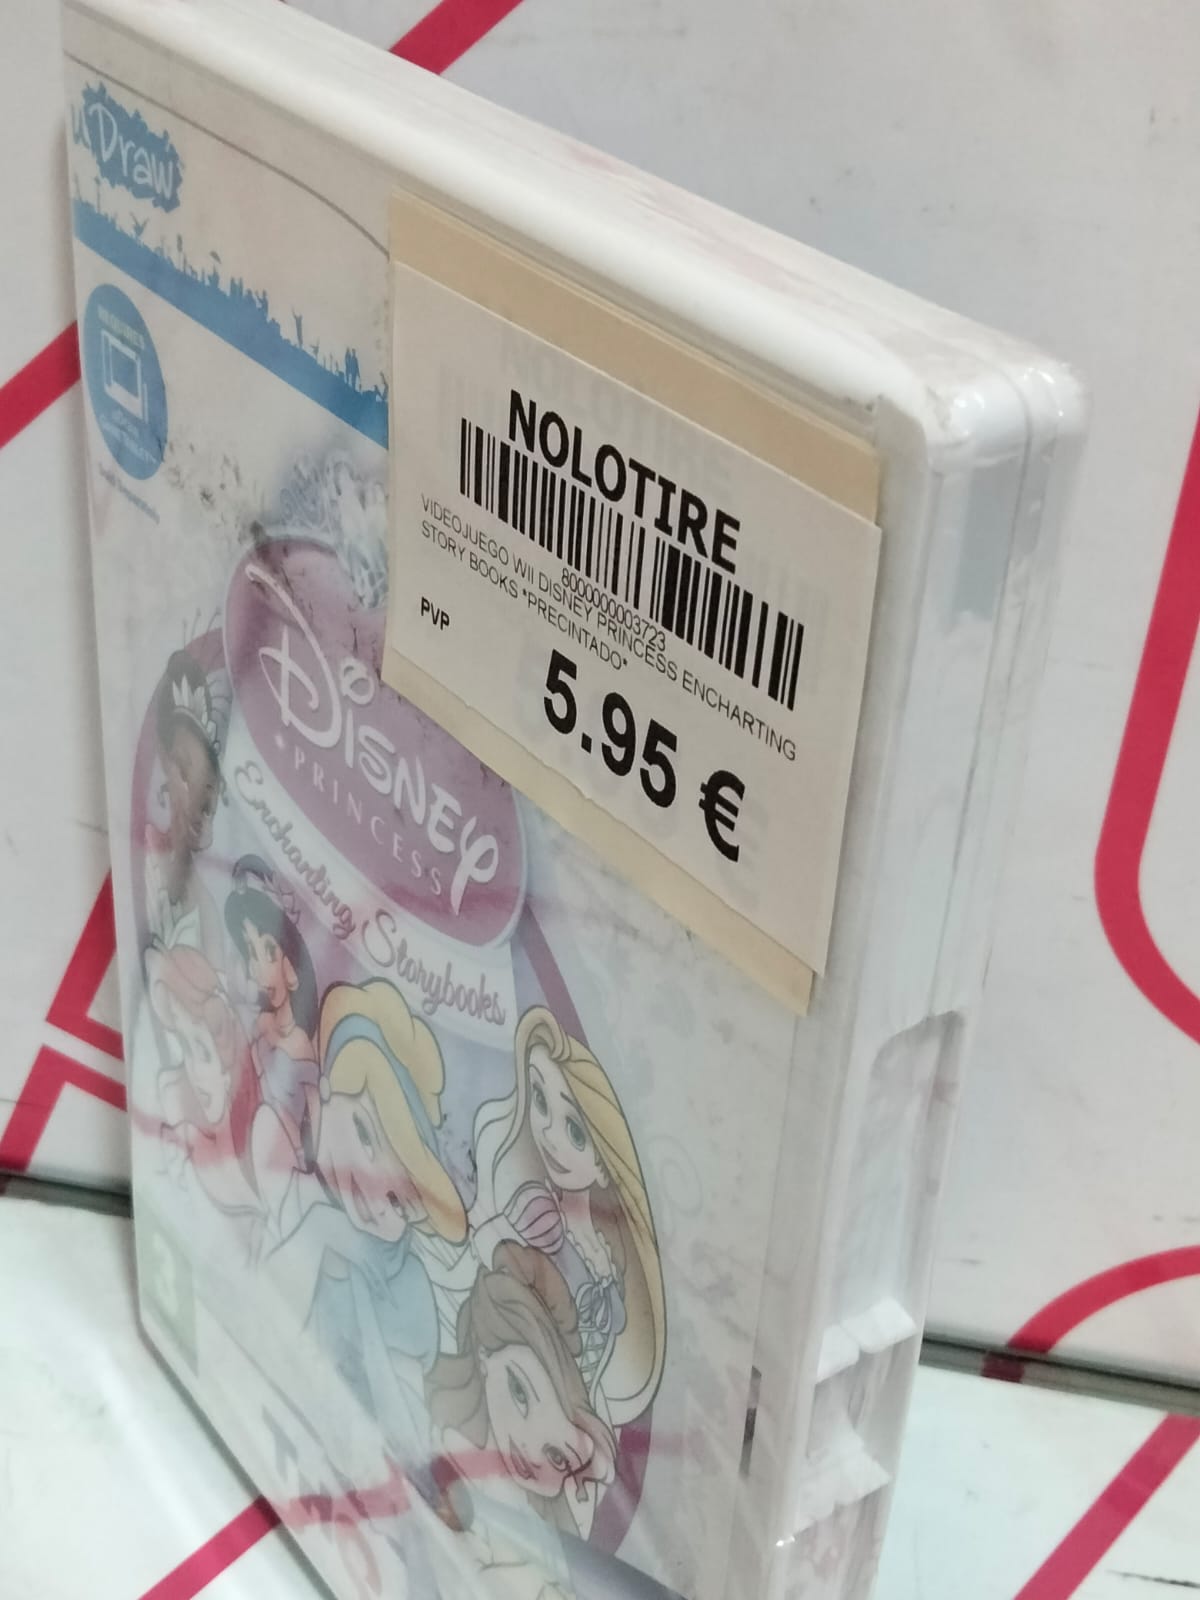 uDraw
REQUIRES
NOLOTIRE
8000000003723
VIDEOJUEGO WII DISNEY PRINCESS ENCHARTING
STORY BOOKS *PRECINTADO*
PVP
5.95 €
DISNEY
PRINCESS
Enchanting Storybooks
3